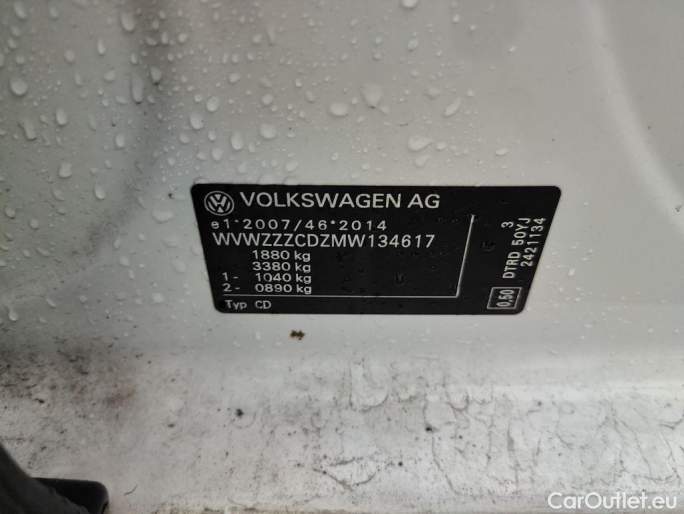 VOLKSWAGEN AG
e1*2007/46*2014
WVWZZZCDZMW134617
1880 kg
3380 kg
1 - 1040 kg
2 - 0890 kg
Typ CD
3
DTRD 50YJ
2421134
0,50
CarOutlet.eu